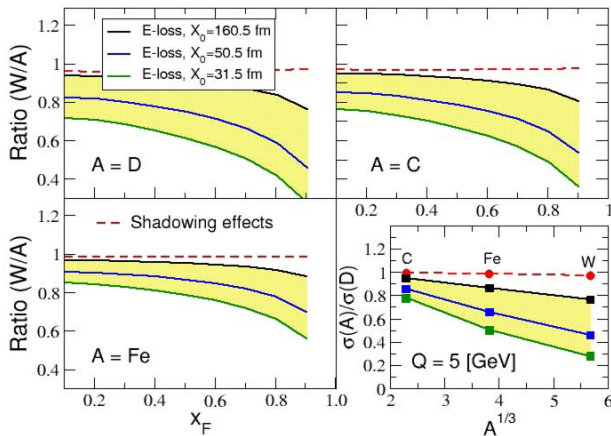 E-loss, X₀=160.5 fm
E-loss, X₀=50.5 fm
E-loss, X₀=31.5 fm
Ratio (W/A)
1.2
1
0.8
0.6
0.4
A = D
A = C
0.2 0.4 0.6 0.8 1
Ratio (W/A)
1.2
1
0.8
0.6
0.4
Shadowing effects
A = Fe
0.2 0.4 0.6 0.8 1
X_F
σ(A)/σ(D)
1.5
1.25
1
0.8
0.6
0.4
0.2
0
C Fe W
Q = 5 [GeV]
2 3 4 5 6
A^{1/3}